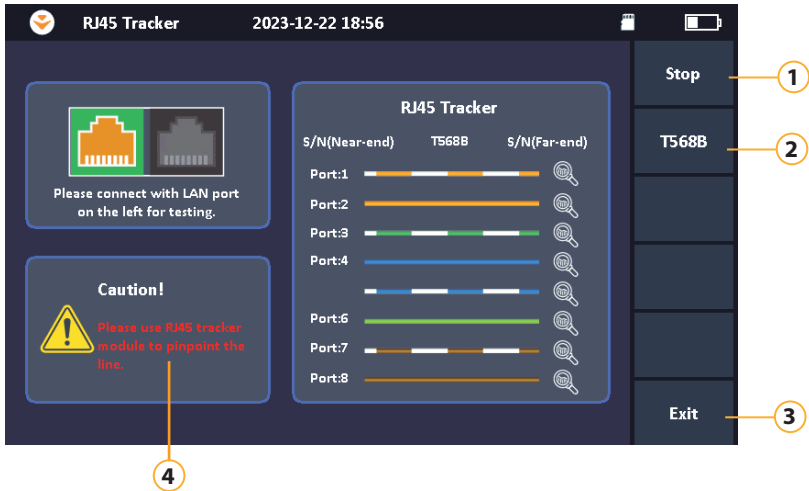 RJ45 Tracker 2023-12-22 18:56
Stop
1
T568B
2
Please connect with LAN port
on the left for testing.
RJ45 Tracker
S/N(Near-end) T568B S/N(Far-end)
Port:1
Port:2
Port:3
Port:4
Port:6
Port:7
Port:8
Caution!
Please use RJ45 tracker
module to pinpoint the
line.
Exit
3
4